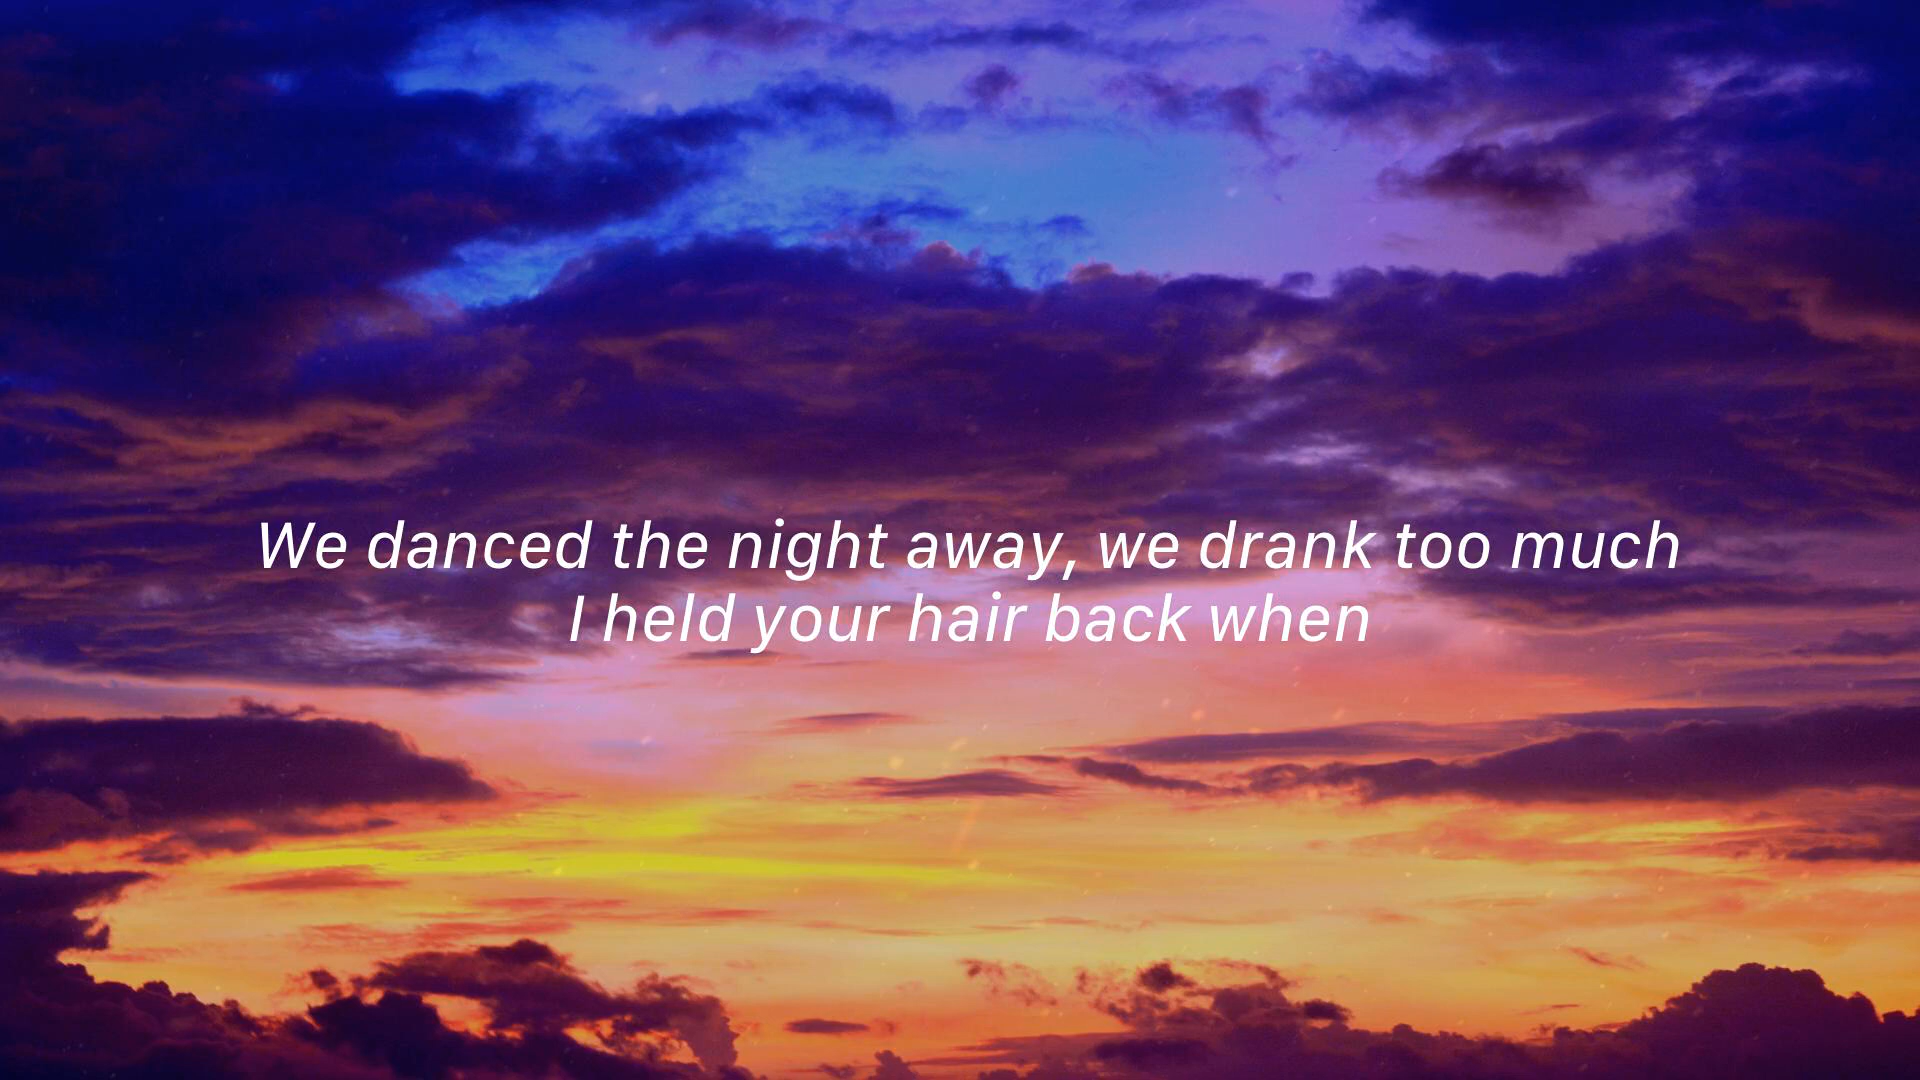 We danced the night away, we drank too much
I held your hair back when